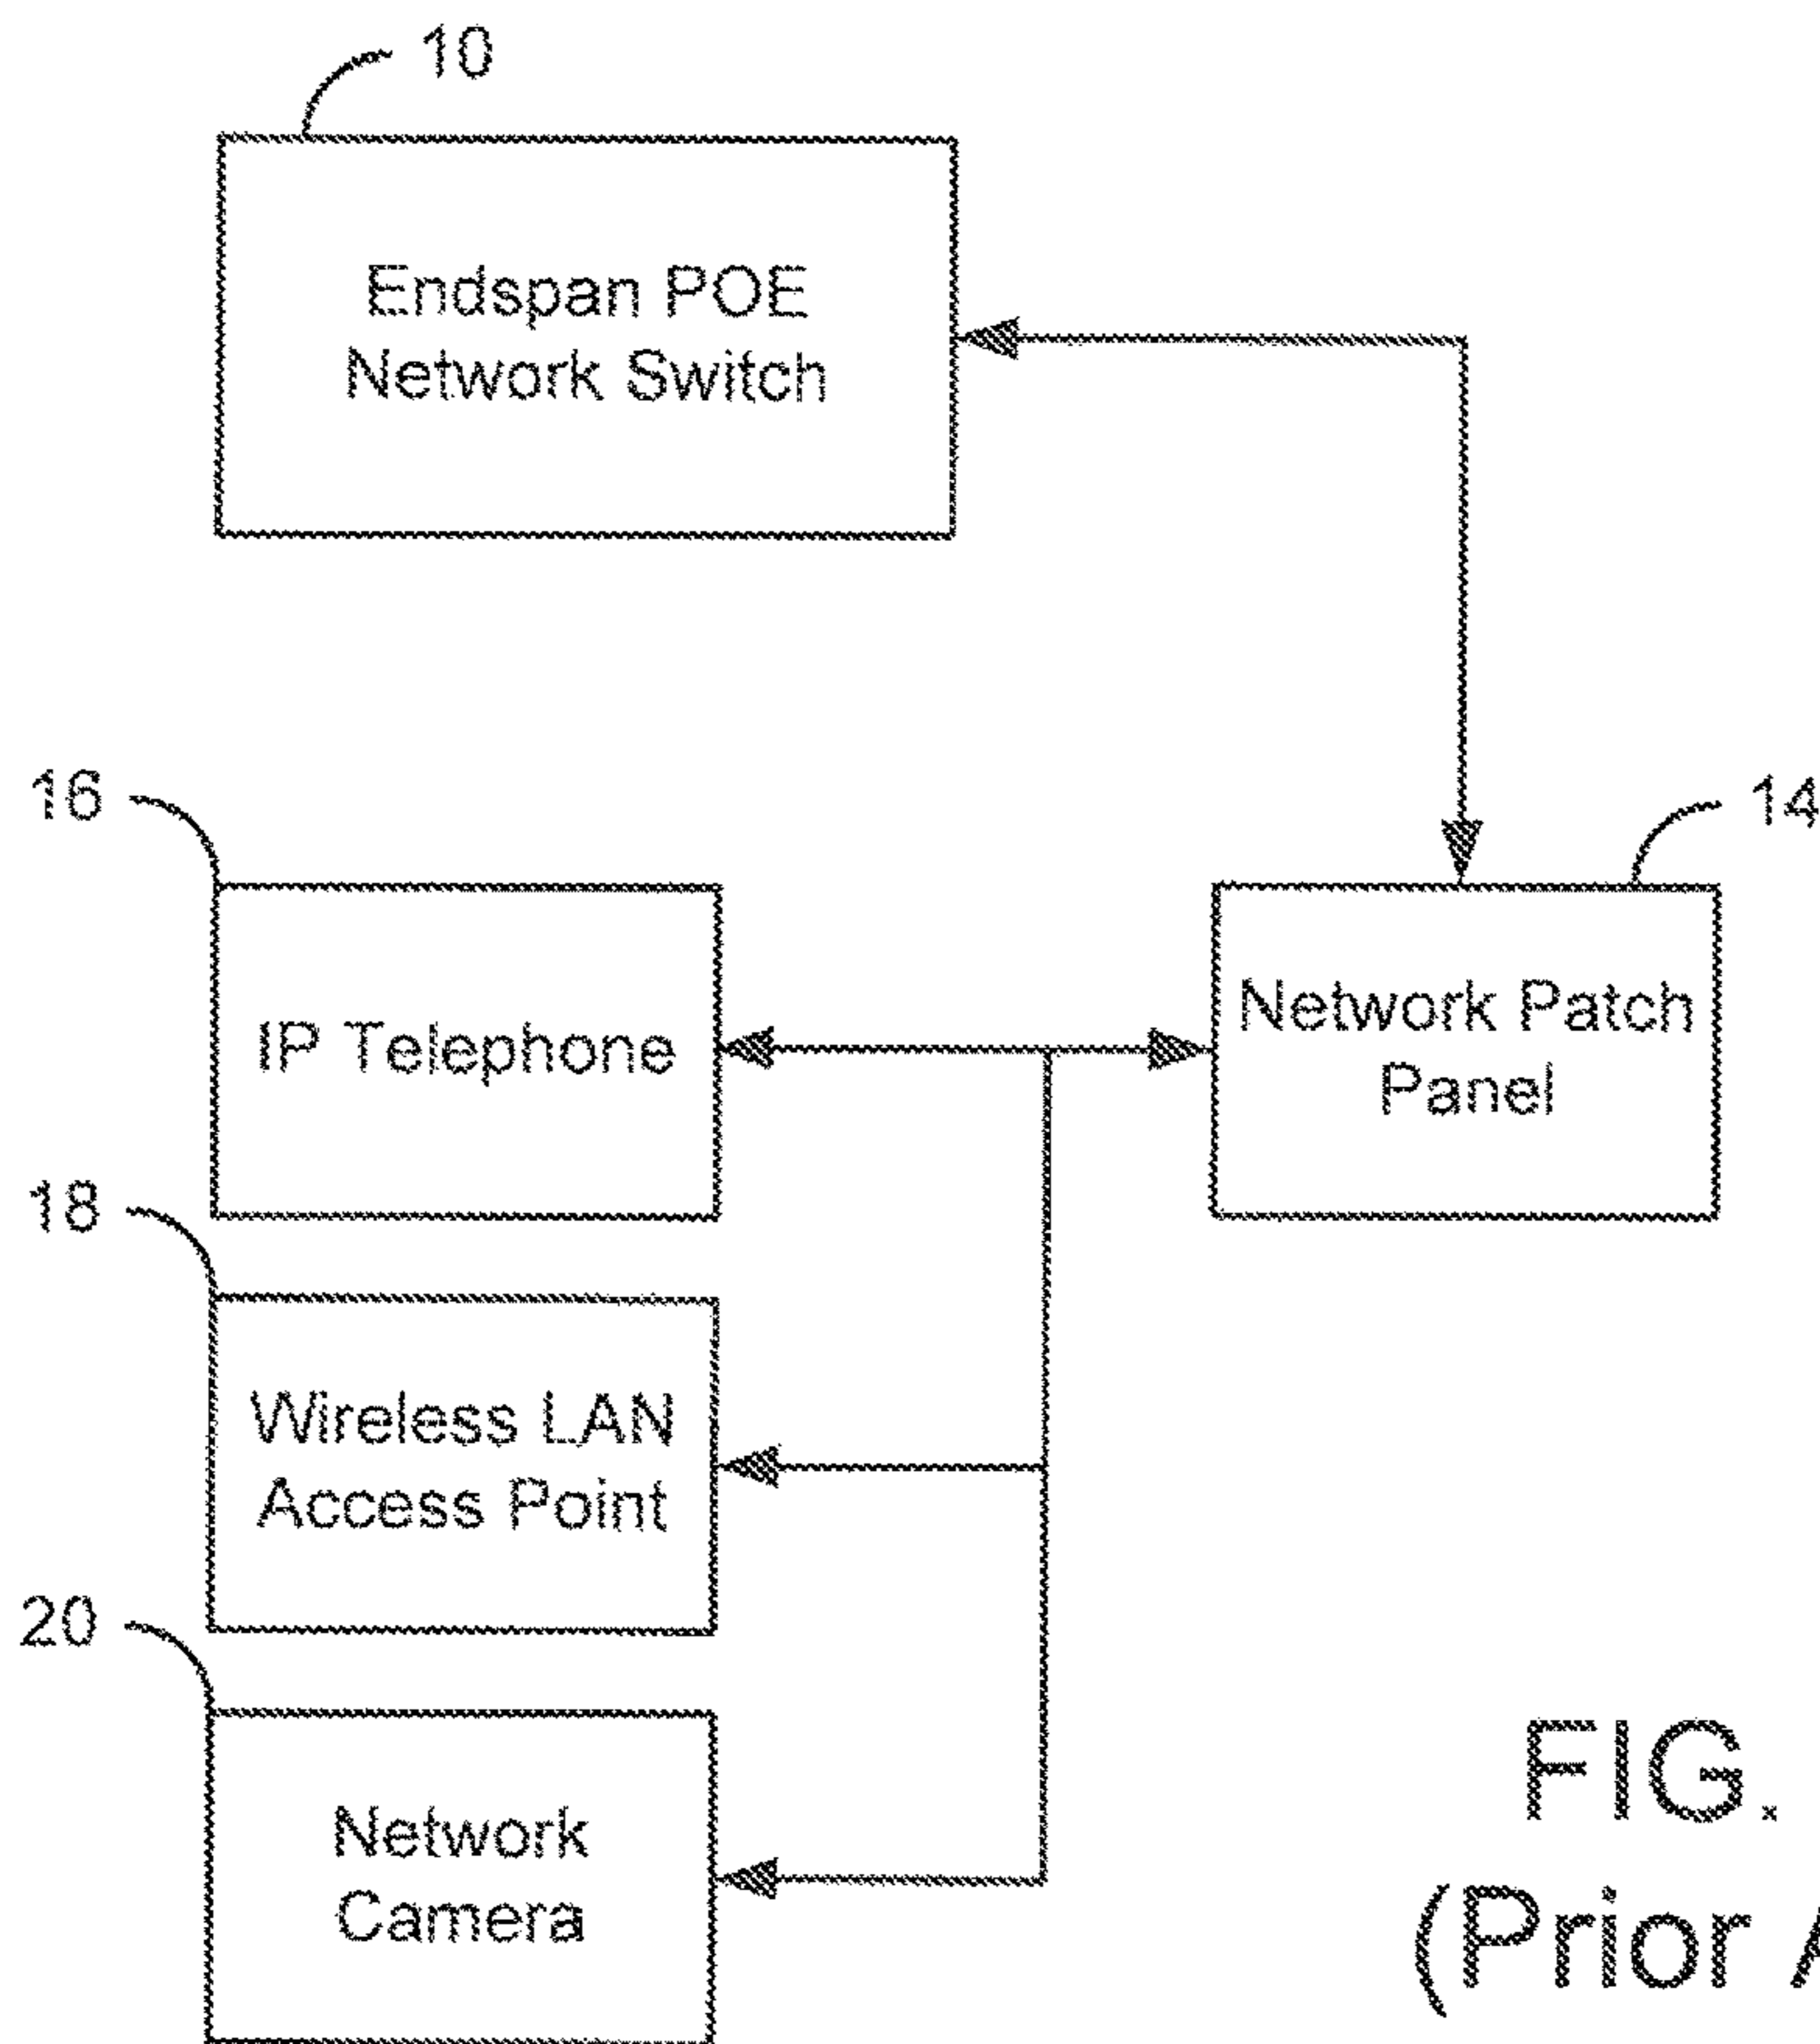 10
Endspan POE
Network Switch
16
14
IP Telephone
Network Patch
Panel
18
Wireless LAN
Access Point
20
Network
Camera
FIG.
(Prior